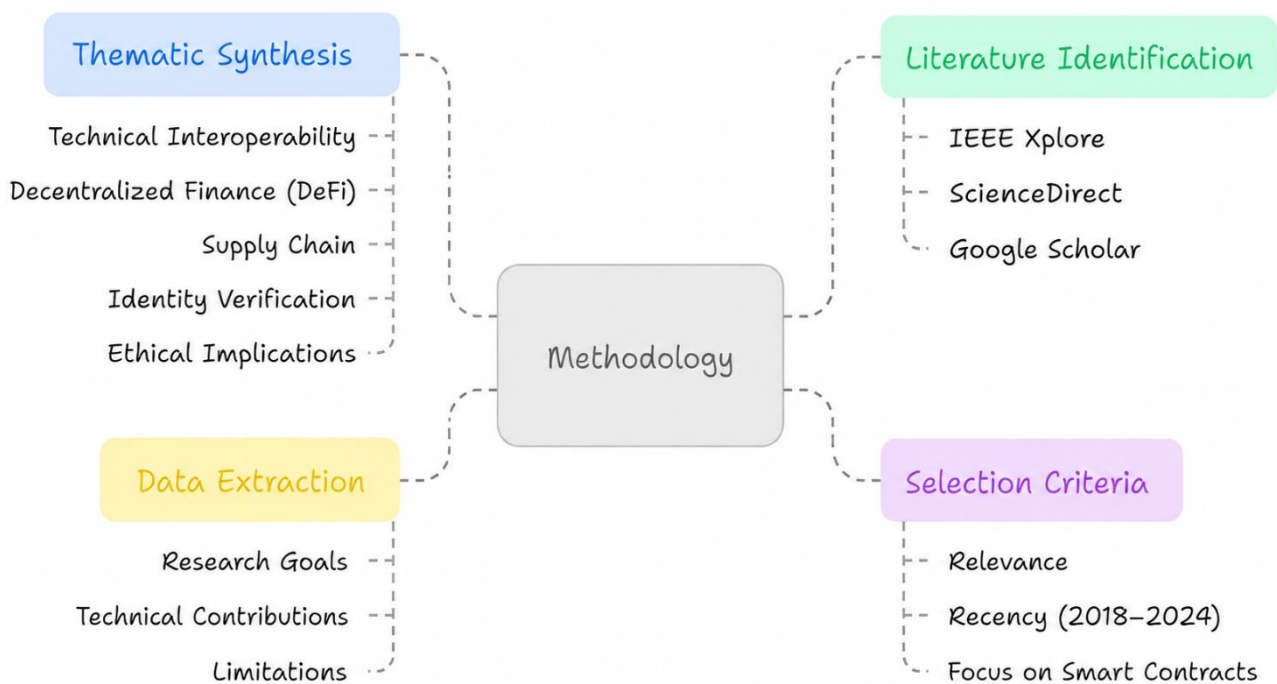 Thematic Synthesis
Technical Interoperability
Decentralized Finance (DeFi)
Supply Chain
Identity Verification
Ethical Implications
Literature Identification
IEEE Xplore
ScienceDirect
Google Scholar
Methodology
Data Extraction
Research Goals
Technical Contributions
Limitations
Selection Criteria
Relevance
Recency (2018–2024)
Focus on Smart Contracts